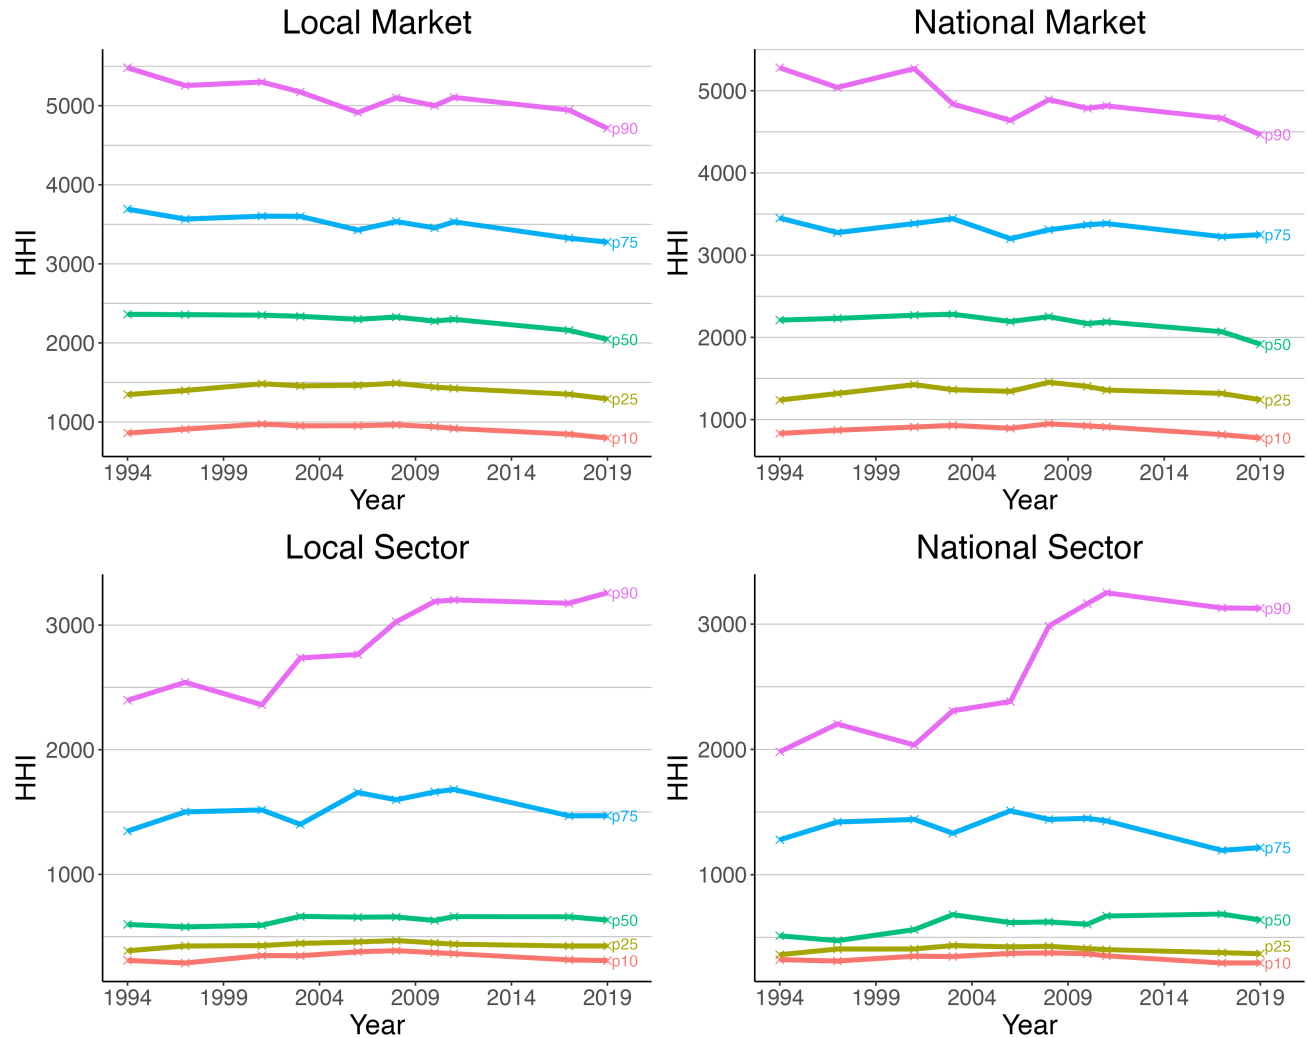 Local Market
HHI
5000
4000
3000
2000
1000
p90
p75
p50
p25
p10
1994 1999 2004 2009 2014 2019
Year
National Market
HHI
5000
4000
3000
2000
1000
p90
p75
p50
p25
p10
1994 1999 2004 2009 2014 2019
Year
Local Sector
HHI
3000
2000
1000
p90
p75
p50
p25
p10
1994 1999 2004 2009 2014 2019
Year
National Sector
HHI
3000
2000
1000
p90
p75
p50
p25
p10
1994 1999 2004 2009 2014 2019
Year